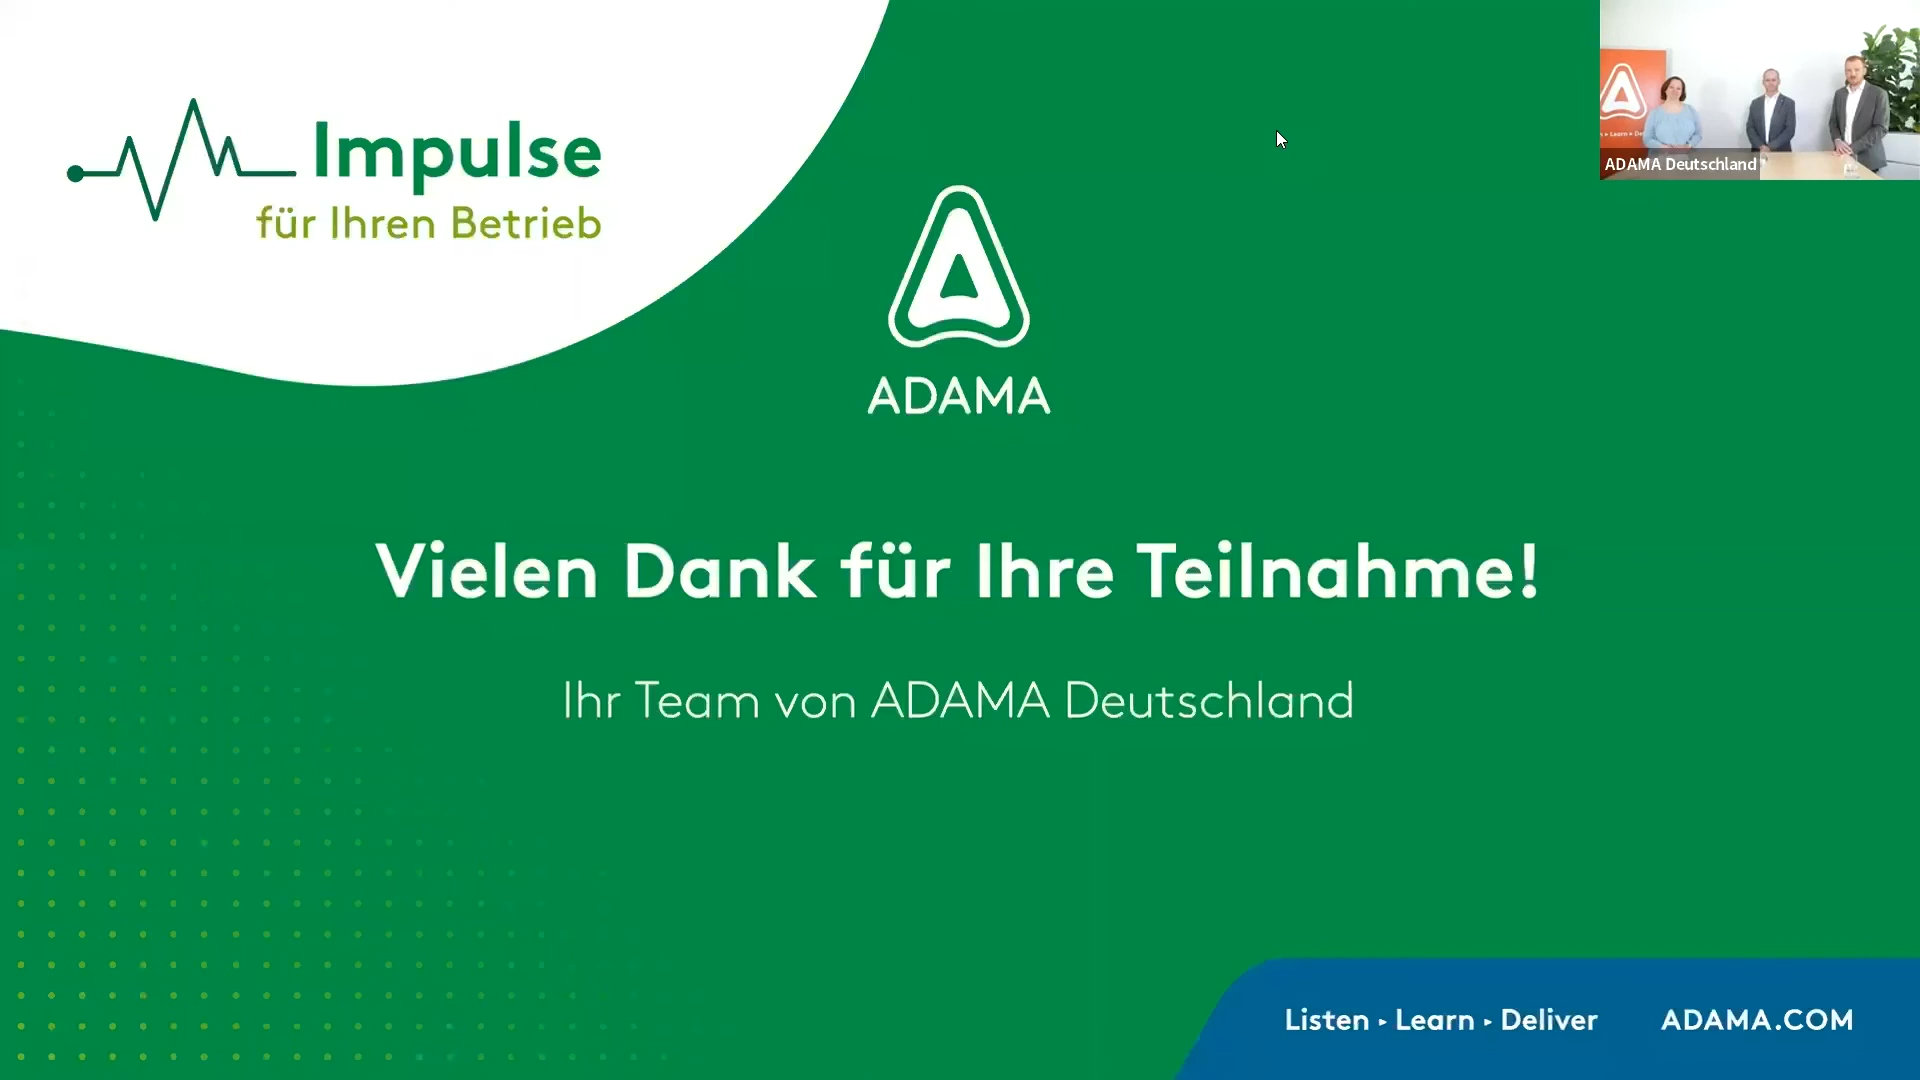 Impulse
für Ihren Betrieb
ADAMA
Vielen Dank für Ihre Teilnahme!
Ihr Team von ADAMA Deutschland
Listen ▸ Learn ▸ Deliver
ADAMA.COM
ADAMA Deutschland